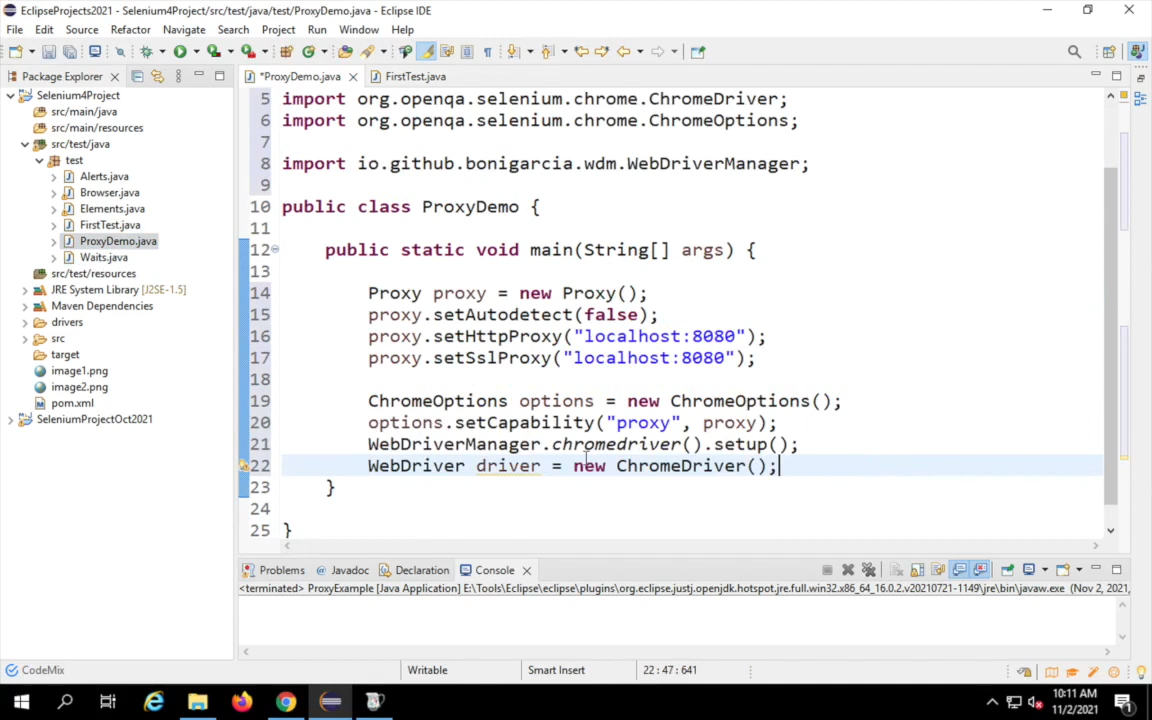 EclipseProjects2021 - Selenium4Project/src/test/java/test/ProxyDemo.java - Eclipse IDE
File Edit Source Refactor Navigate Search Project Run Window Help
Package Explorer
*ProxyDemo.java
FirstTest.java
Selenium4Project
src/main/java
src/main/resources
src/test/java
test
Alerts.java
Browser.java
Elements.java
FirstTest.java
ProxyDemo.java
Waits.java
src/test/resources
JRE System Library [J2SE-1.5]
Maven Dependencies
drivers
src
target
image1.png
image2.png
pom.xml
SeleniumProjectOct2021
5 import org.openqa.selenium.chrome.ChromeDriver;
6 import org.openqa.selenium.chrome.ChromeOptions;
7
8 import io.github.bonigarcia.wdm.WebDriverManager;
9
10 public class ProxyDemo {
11
12 public static void main(String[] args) {
13
14 Proxy proxy = new Proxy();
15 proxy.setAutodetect(false);
16 proxy.setHttpProxy("localhost:8080");
17 proxy.setSslProxy("localhost:8080");
18
19 ChromeOptions options = new ChromeOptions();
20 options.setCapability("proxy", proxy);
21 WebDriverManager.chromedriver().setup();
22 WebDriver driver = new ChromeDriver();
23 }
24
25 }
Problems
@ Javadoc
Declaration
Console
<terminated> ProxyExample [Java Application] E:\Tools\Eclipse\eclipse\plugins\org.eclipse.justj.openjdk.hotspot.jre.full.win32.x86_64_16.0.2.v20210721-1149\jre\bin\javaw.exe (Nov 2, 2021,
CodeMix
Writable
Smart Insert
22 : 47 : 641
10:11 AM
11/2/2021
1